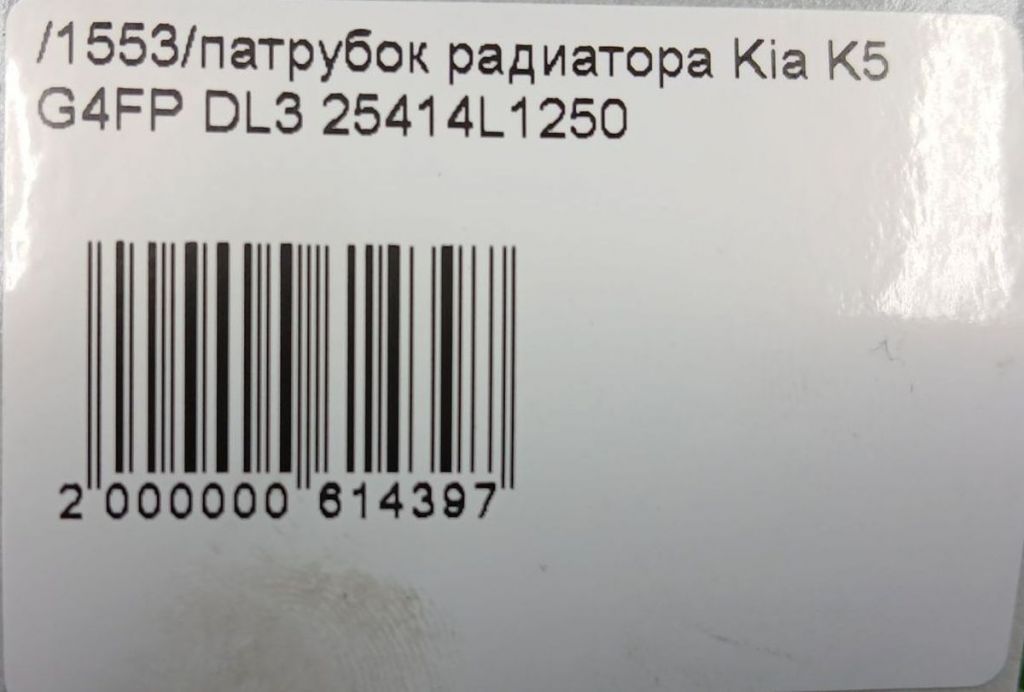 /1553/патрубок радиатора Kia K5
G4FP DL3 25414L1250
2 000000 614397